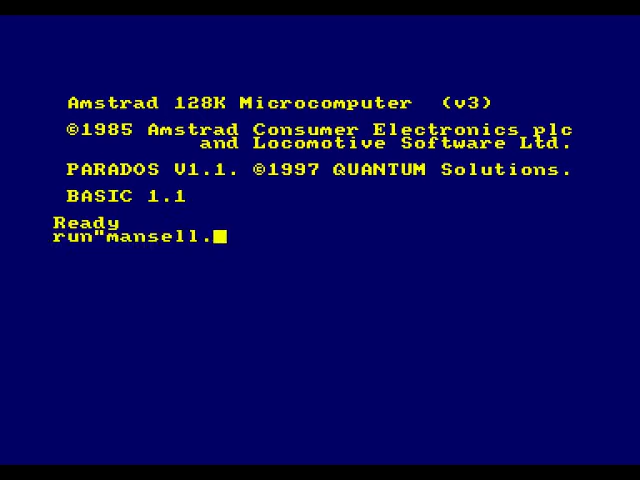 Amstrad 128K Microcomputer (v3)
©1985 Amstrad Consumer Electronics plc
and Locomotive Software Ltd.
PARADOS V1.1. ©1997 QUANTUM Solutions.
BASIC 1.1
Ready
run"mansell.